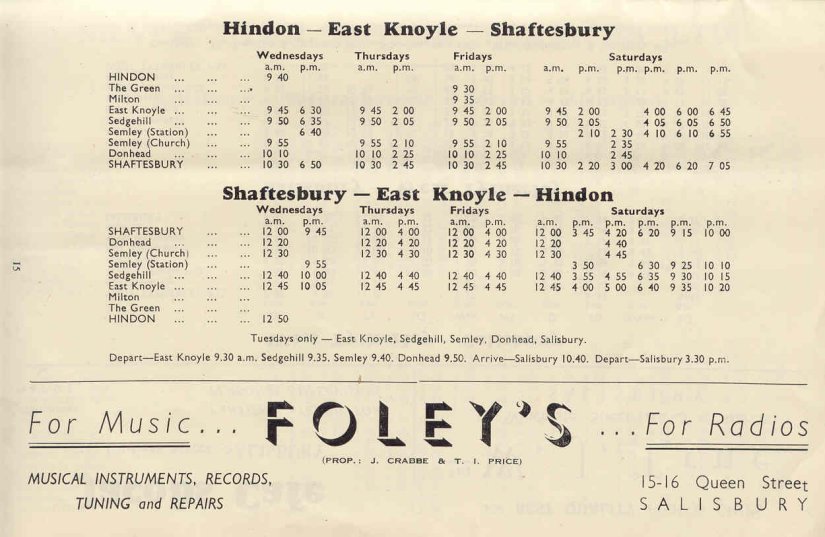 Hindon — East Knoyle — Shaftesbury
Wednesdays Thursdays Fridays Saturdays
a.m. p.m. a.m. p.m. a.m. p.m. a.m. p.m. p.m. p.m. p.m. p.m.
HINDON ... ... ... 9 40
The Green ... ... ... 9 30
Milton ... ... ... 9 35
East Knoyle ... ... ... 9 45 6 30 9 45 2 00 9 45 2 00 9 45 2 00 4 00 6 00 6 45
Sedgehill ... ... ... 9 50 6 35 9 50 2 05 9 50 2 05 9 50 2 05 4 05 6 05 6 50
Semley (Station) ... ... 6 40 2 10 2 30 4 10 6 10 6 55
Semley (Church) ... ... 9 55 9 55 2 10 9 55 2 10 9 55 2 35
Donhead ... ... ... 10 10 10 10 2 25 10 10 2 25 10 10 2 45
SHAFTESBURY ... ... 10 30 6 50 10 30 2 45 10 30 2 45 10 30 2 20 3 00 4 20 6 20 7 05
Shaftesbury — East Knoyle — Hindon
Wednesdays Thursdays Fridays Saturdays
a.m. p.m. a.m. p.m. a.m. p.m. a.m. p.m. p.m. p.m. p.m. p.m.
SHAFTESBURY ... ... 12 00 9 45 12 00 4 00 12 00 4 00 12 00 3 45 4 20 6 20 9 15 10 00
Donhead ... ... ... 12 20 12 20 4 20 12 20 4 20 12 20 4 40
Semley (Church) ... ... 12 30 12 30 4 30 12 30 4 30 12 30 4 45
Semley (Station) ... ... 9 55 3 50 6 30 9 25 10 10
Sedgehill ... ... ... 12 40 10 00 12 40 4 40 12 40 4 40 12 40 3 55 4 55 6 35 9 30 10 15
East Knoyle ... ... ... 12 45 10 05 12 45 4 45 12 45 4 45 12 45 4 00 5 00 6 40 9 35 10 20
Milton ... ... ...
The Green ... ... ...
HINDON ... ... ... 12 50
Tuesdays only — East Knoyle, Sedgehill, Semley, Donhead, Salisbury.
Depart—East Knoyle 9.30 a.m. Sedgehill 9.35. Semley 9.40. Donhead 9.50. Arrive—Salisbury 10.40. Depart—Salisbury 3.30 p.m.
15
For Music... FOLEY'S ...For Radios
(PROP.: J. CRABBE & T. I. PRICE)
MUSICAL INSTRUMENTS, RECORDS,
TUNING and REPAIRS
15-16 Queen Street
SALISBURY